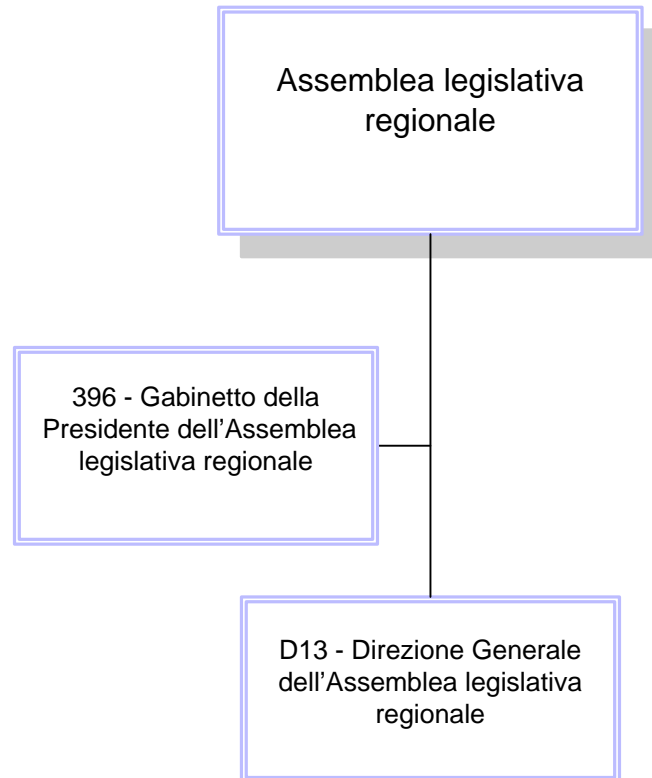 Assemblea legislativa
regionale
396 - Gabinetto della
Presidente dell’Assemblea
legislativa regionale
D13 - Direzione Generale
dell’Assemblea legislativa
regionale